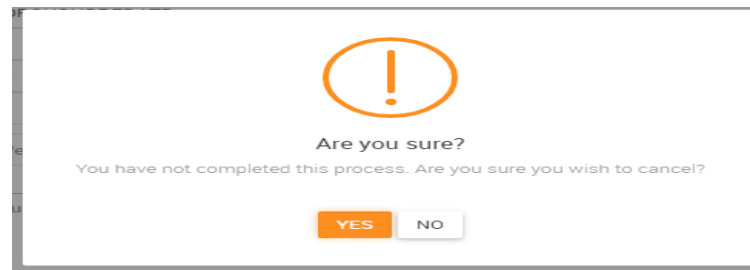 Are you sure?
You have not completed this process. Are you sure you wish to cancel?
YES
NO